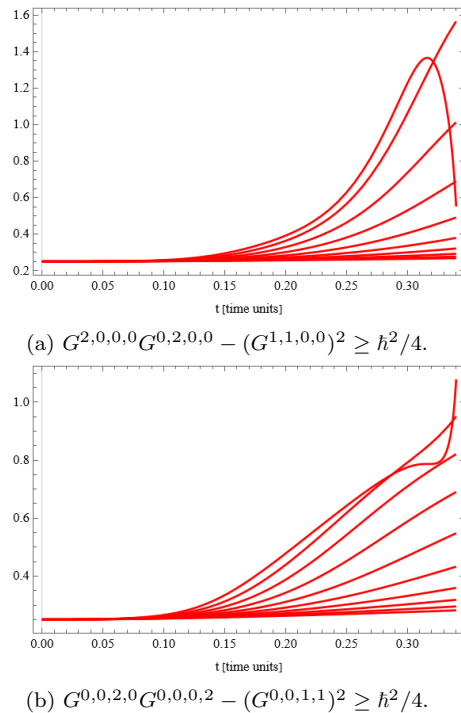 1.6
1.4
1.2
1.0
0.8
0.6
0.4
0.2
0.00 0.05 0.10 0.15 0.20 0.25 0.30
t [time units]
(a) $G^{2,0,0,0}G^{0,2,0,0} - (G^{1,1,0,0})^2 \geq \hbar^2/4.$
1.0
0.8
0.6
0.4
0.00 0.05 0.10 0.15 0.20 0.25 0.30
t [time units]
(b) $G^{0,0,2,0}G^{0,0,0,2} - (G^{0,0,1,1})^2 \geq \hbar^2/4.$